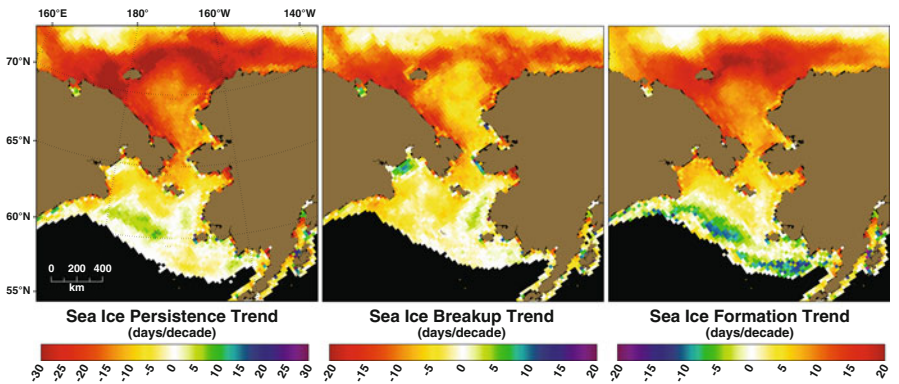 160°E 180° 160°W 140°W
70°N
65°N
60°N
55°N
0 200 400
km
Sea Ice Persistence Trend
(days/decade)
-30 -25 -20 -15 -10 -5 0 5 10 15 20 25 30
Sea Ice Breakup Trend
(days/decade)
-20 -15 -10 -5 0 5 10 15 20
Sea Ice Formation Trend
(days/decade)
-20 -15 -10 -5 0 5 10 15 20